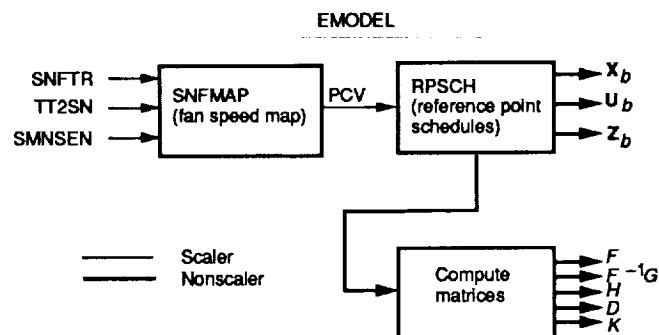 EMODEL
SNFTR
TT2SN
SMNSEN
SNFMAP
(fan speed map)
PCV
RPSCH
(reference point
schedules)
X_b
U_b
Z_b
Scaler
Nonscaler
Compute
matrices
F
F⁻¹G
H
D
K